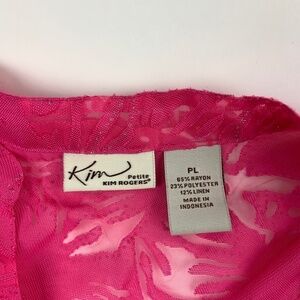 Kim
Petite
KIM ROGERS®
PL
65% RAYON
23% POLYESTER
12% LINEN
MADE IN
INDONESIA